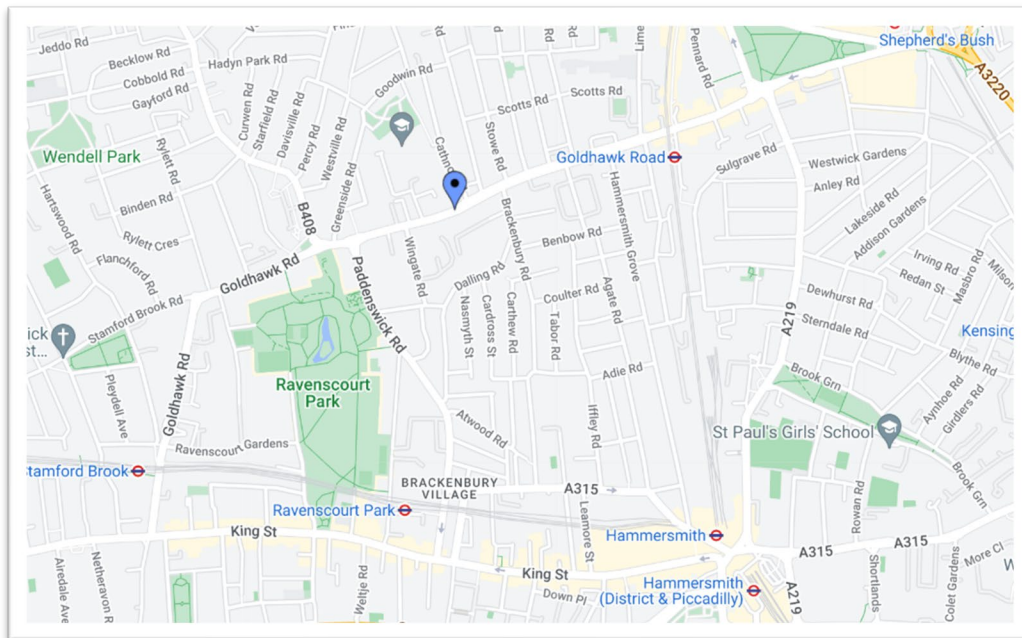 Jeddo Rd
Becklow Rd
Cobbold Rd
Gayford Rd
Hadyn Park Rd
Goodwin Rd
Scotts Rd
Scotts Rd
Pennard Rd
Shepherd's Bush
A3220
Wendell Park
Rylett Rd
Curwen Rd
Starfield Rd
Davisville Rd
Percy Rd
Westville Rd
Greenside Rd
Stowe Rd
Goldhawk Road
Sulgrave Rd
Westwick Gardens
Anley Rd
Lakeside Rd
Addison Gardens
Hartswood Rd
Binden Rd
Rylett Cres
Flanchford Rd
B408
Wingate Rd
Brackenbury Rd
Benbow Rd
Hammersmith Grove
Irving Rd
Redan St
Masbro Rd
Goldhawk Rd
Stamford Brook Rd
Paddenswick Rd
Dalling Rd
Nasmyth St
Cardross St
Carthew Rd
Coulter Rd
Tabor Rd
Agate Rd
A219
Dewhurst Rd
Sterndale Rd
Kensing
ick
st...
Goldhawk Rd
Pleydell Ave
Ravenscourt
Park
Adie Rd
Iffley Rd
Brook Grn
Blythe Rd
Aynhoe Rd
Girdlers Rd
St Paul's Girls' School
Ravenscourt Gardens
Atwood Rd
Stamford Brook
BRACKENBURY
VILLAGE
A315
Ravenscourt Park
Leamore St
Hammersmith
Rowan Rd
Brook Grn
King St
King St
A315
A315
More Cl
Airedale Ave
Netheravon R
Weltje Rd
Down Pl
Hammersmith
(District & Piccadilly)
A219
Shortlands
Colet Gardens
W